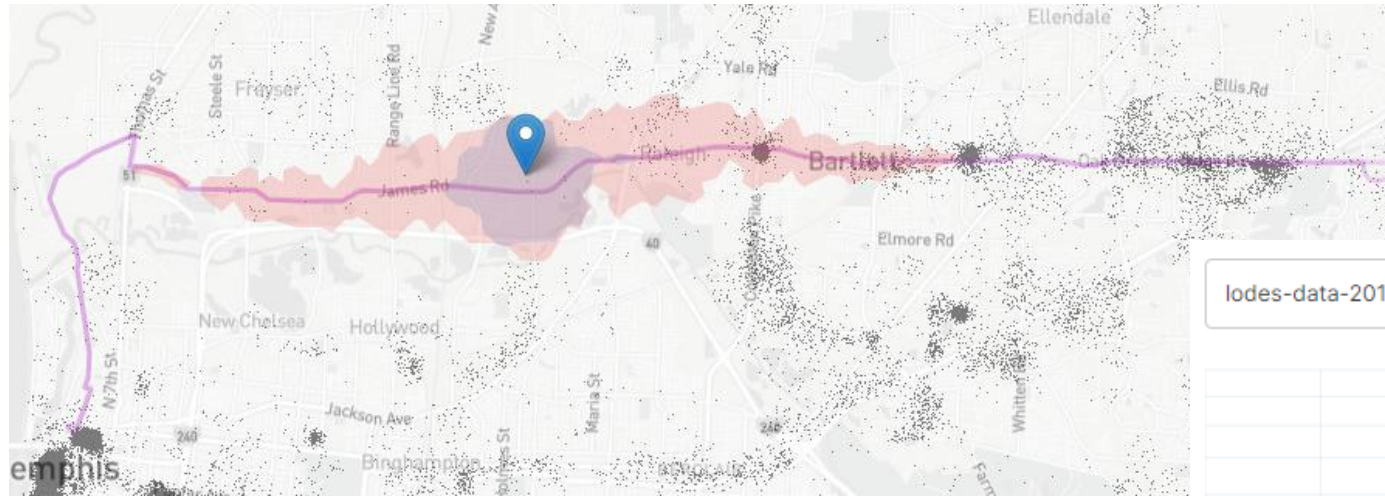 Ellendale
New A
Thomas St
Steele St
Range Line Rd
Yale Rd
Frayser
Ellis Rd
Raleigh
Bartlett
51
James Rd
40
Elmore Rd
lodes-data-201
New Chelsea
Hollywood
N 7th St
Jackson Ave
Maria St
Whitten
240
Binghampton
emphis
Farm